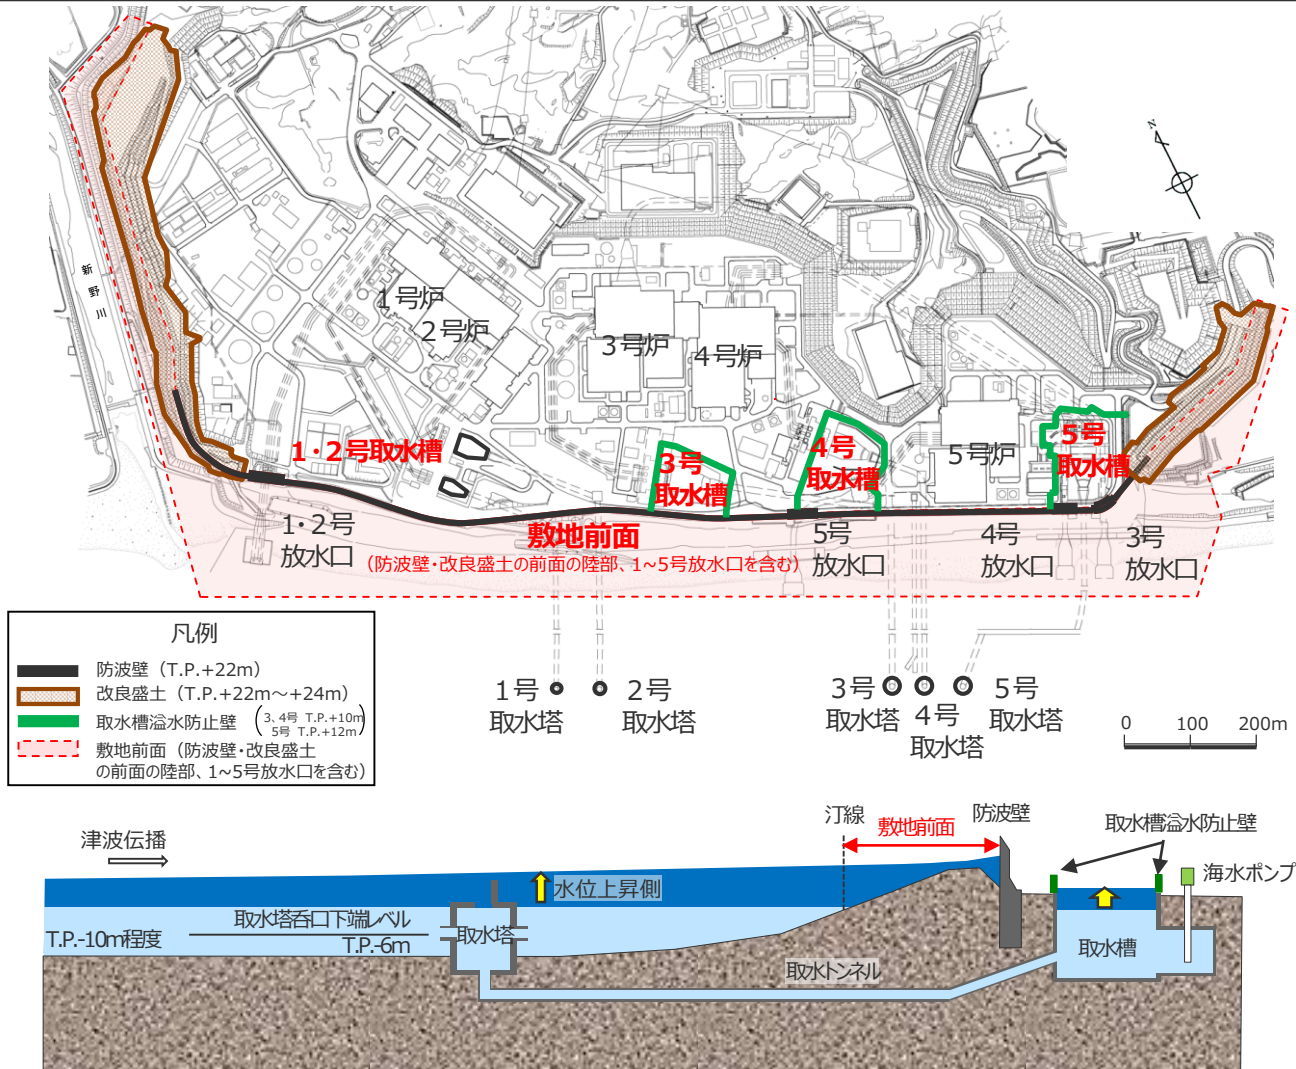 N
新
野
川
1号炉
2号炉
3号炉
4号炉
5号炉
1・2号取水槽
3号
取水槽
4号
取水槽
5号
取水槽
1・2号
放水口
敷地前面
(防波壁・改良盛土の前面の陸部、1~5号放水口を含む)
5号
放水口
4号
放水口
3号
放水口
凡例
防波壁（T.P.+22m）
改良盛土（T.P.+22m～+24m）
取水槽溢水防止壁
3、4号 T.P.+10m
5号 T.P.+12m
敷地前面（防波壁・改良盛土
の前面の陸部、1~5号放水口を含む）
1号
取水塔
2号
取水塔
3号
取水塔
4号
取水塔
5号
取水塔
0 100 200m
津波伝播
汀線
防波壁
敷地前面
取水槽溢水防止壁
海水ポンプ
水位上昇側
取水塔呑口下端レベル
T.P.-10m程度
T.P.-6m
取水塔
取水槽
取水トンネル